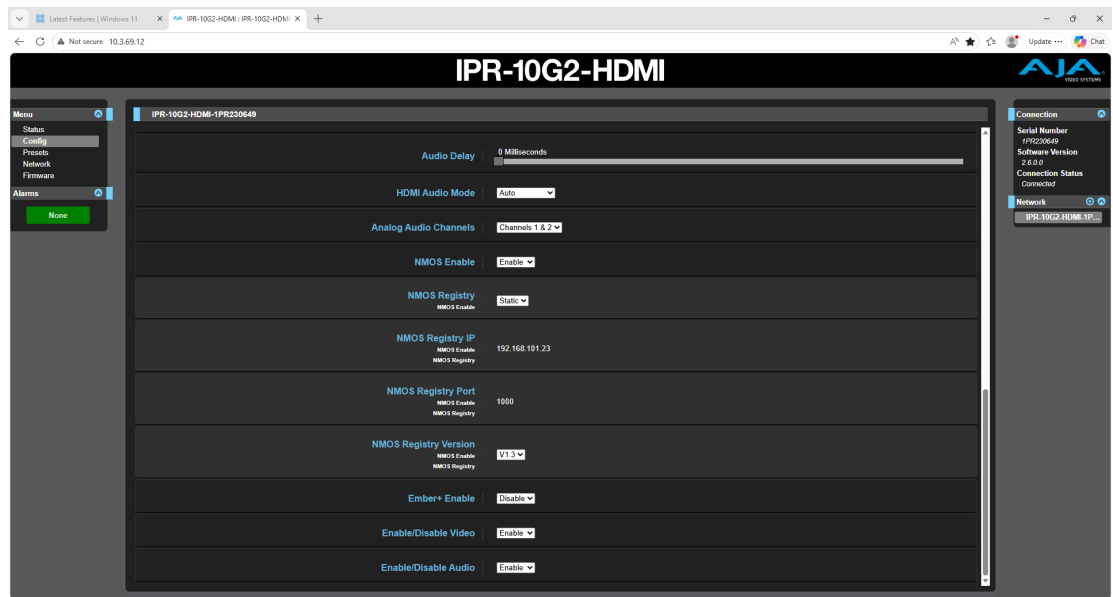 Latest Features | Windows 11
AJA IPR-10G2-HDMI : IPR-10G2-HDMI
Not secure 10.3.69.12
Update
Chat
IPR-10G2-HDMI
AJA
VIDEO SYSTEMS
Menu
Status
Config
Presets
Network
Firmware
Alarms
None
IPR-10G2-HDMI-1PR230649
Audio Delay 0 Milliseconds
HDMI Audio Mode Auto
Analog Audio Channels Channels 1 & 2
NMOS Enable Enable
NMOS Registry Static
NMOS Enable
NMOS Registry IP
NMOS Enable 192.168.101.23
NMOS Registry
NMOS Registry Port
NMOS Enable 1000
NMOS Registry
NMOS Registry Version
NMOS Enable V1.3
NMOS Registry
Ember+ Enable Disable
Enable/Disable Video Enable
Enable/Disable Audio Enable
Connection
Serial Number
1PR230649
Software Version
2.6.0.0
Connection Status
Connected
Network
IPR-10G2-HDMI-1P...